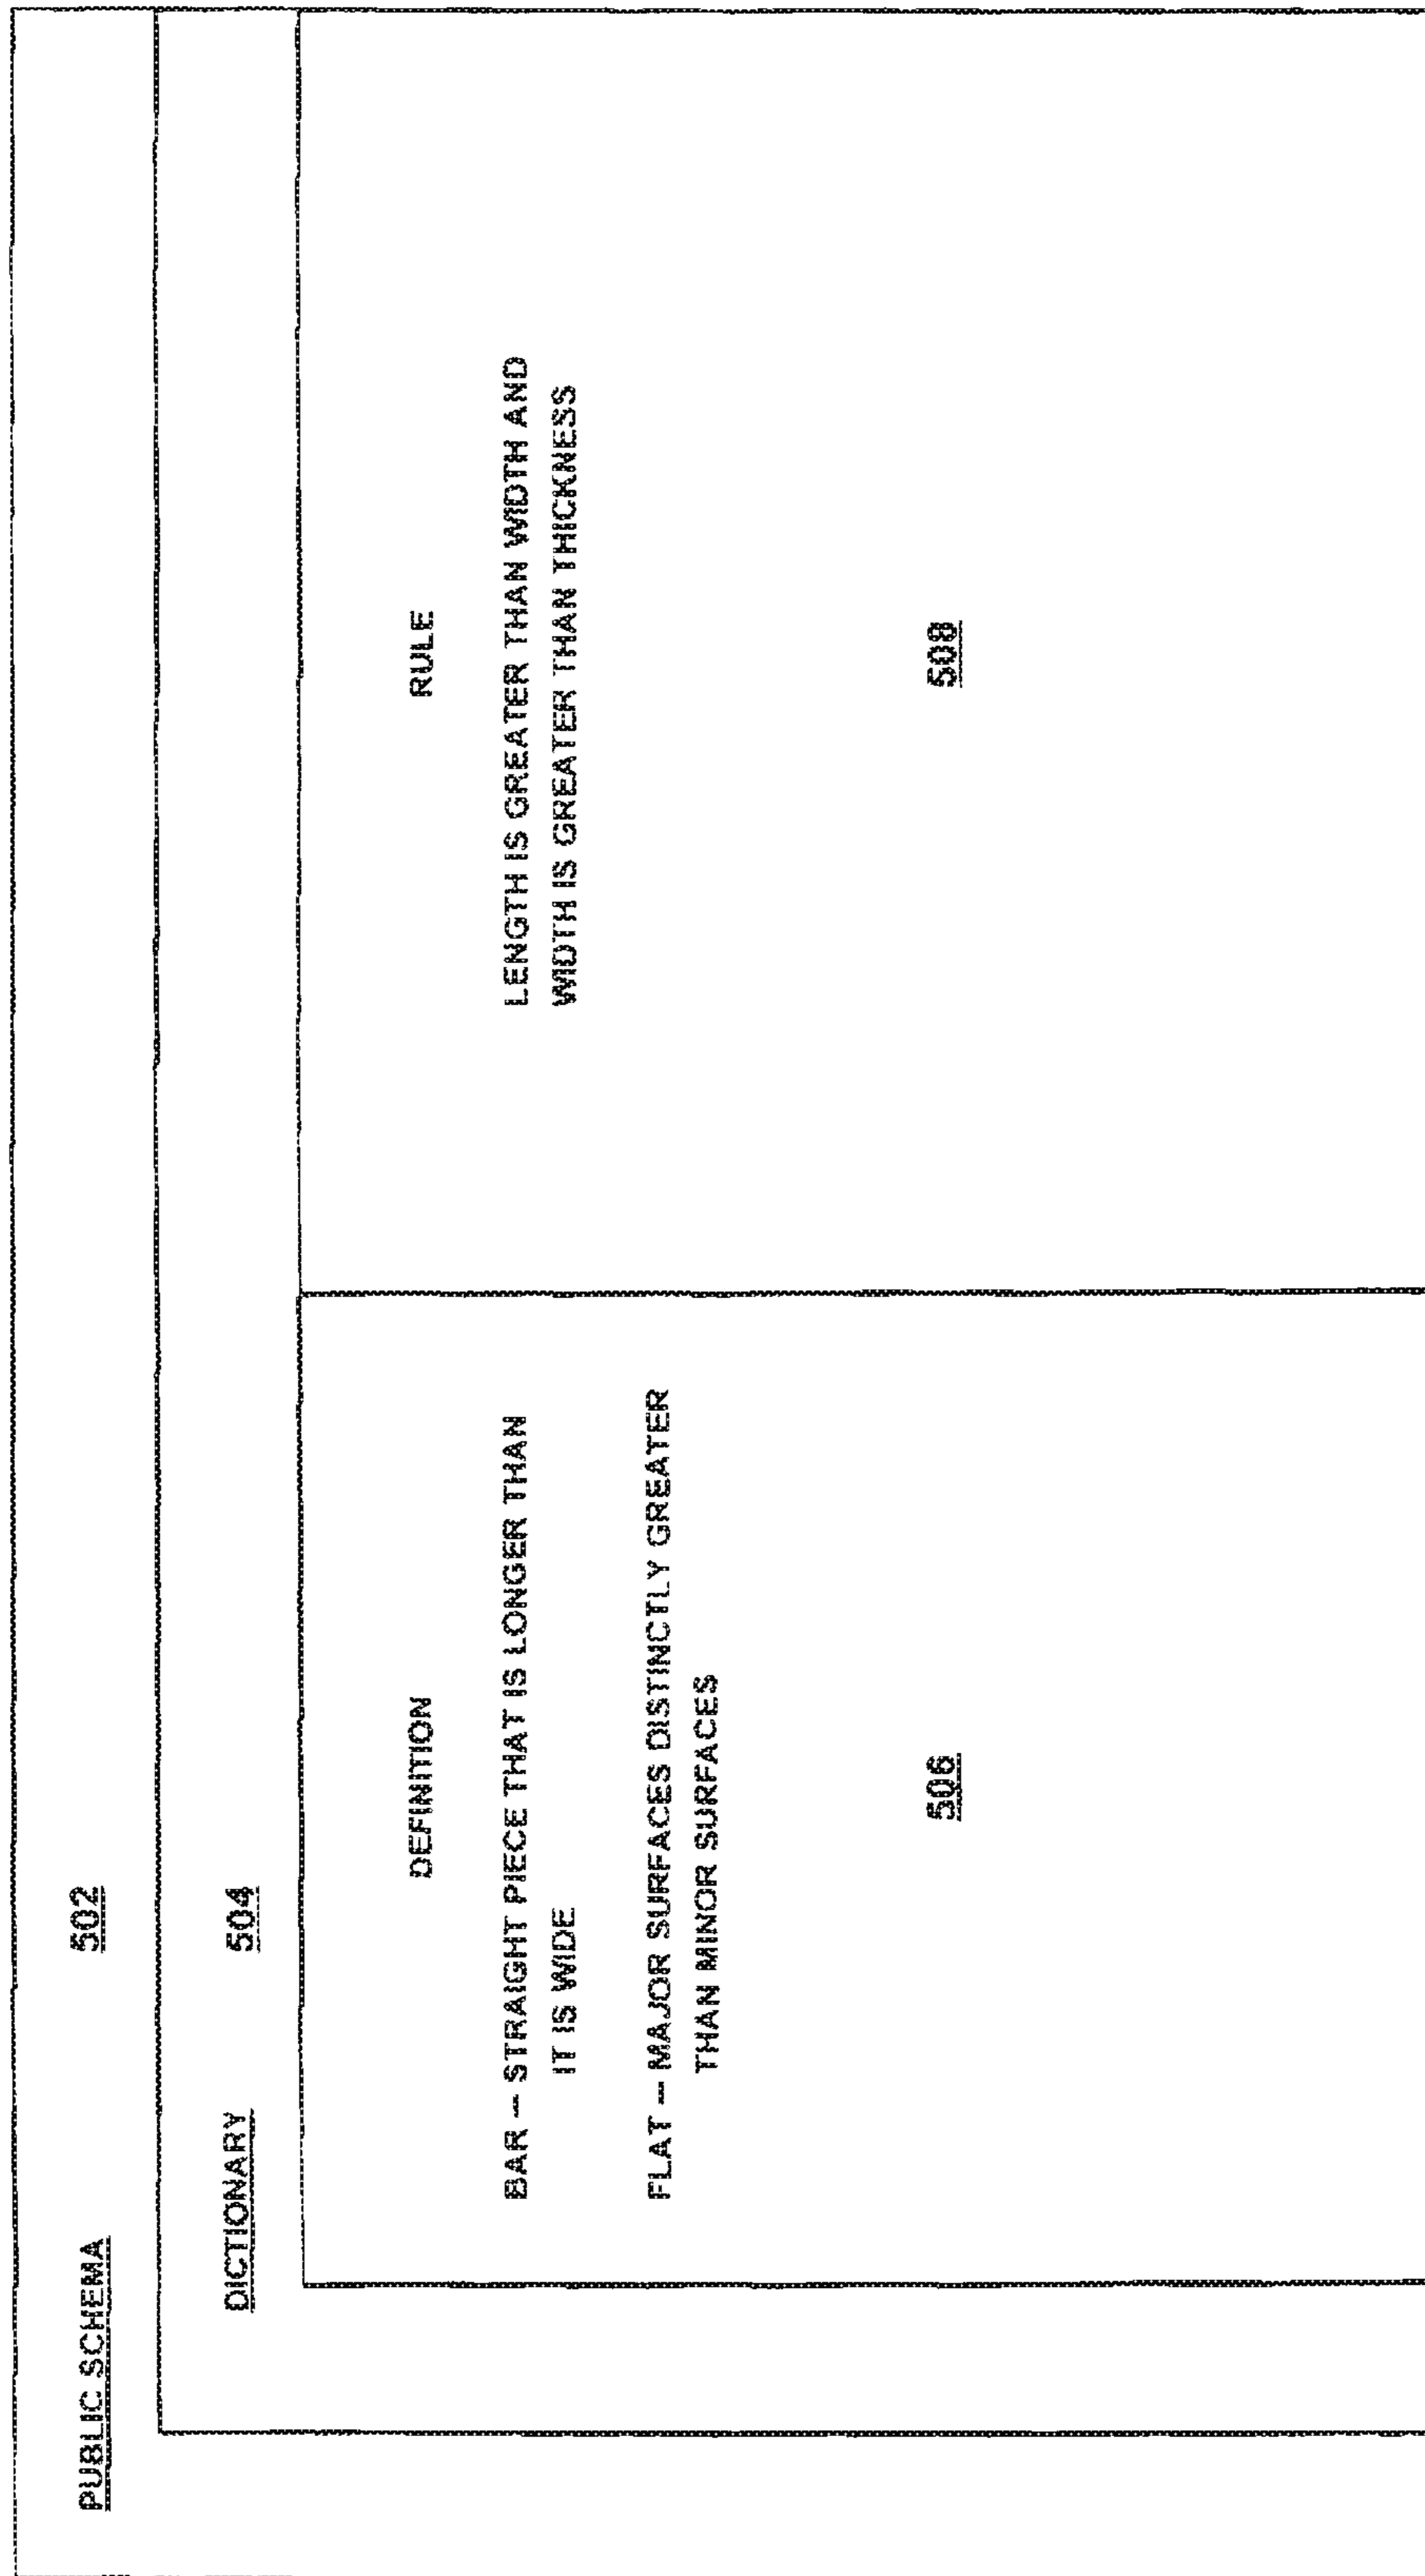 PUBLIC SCHEMA 502
DICTIONARY 504
DEFINITION
BAR – STRAIGHT PIECE THAT IS LONGER THAN
IT IS WIDE
FLAT – MAJOR SURFACES DISTINCTLY GREATER
THAN MINOR SURFACES
506
RULE
LENGTH IS GREATER THAN WIDTH AND
WIDTH IS GREATER THAN THICKNESS
508